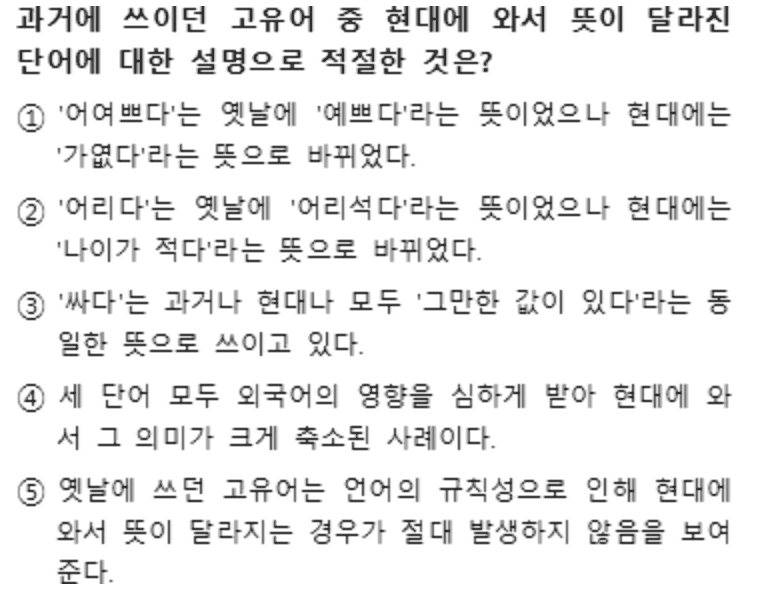 과거에 쓰이던 고유어 중 현대에 와서 뜻이 달라진
단어에 대한 설명으로 적절한 것은?
① '어여쁘다'는 옛날에 '예쁘다'라는 뜻이었으나 현대에는
'가엾다'라는 뜻으로 바뀌었다.
② '어리다'는 옛날에 '어리석다'라는 뜻이었으나 현대에는
'나이가 적다'라는 뜻으로 바뀌었다.
③ '싸다'는 과거나 현대나 모두 '그만한 값이 있다'라는 동
일한 뜻으로 쓰이고 있다.
④ 세 단어 모두 외국어의 영향을 심하게 받아 현대에 와
서 그 의미가 크게 축소된 사례이다.
⑤ 옛날에 쓰던 고유어는 언어의 규칙성으로 인해 현대에
와서 뜻이 달라지는 경우가 절대 발생하지 않음을 보여
준다.